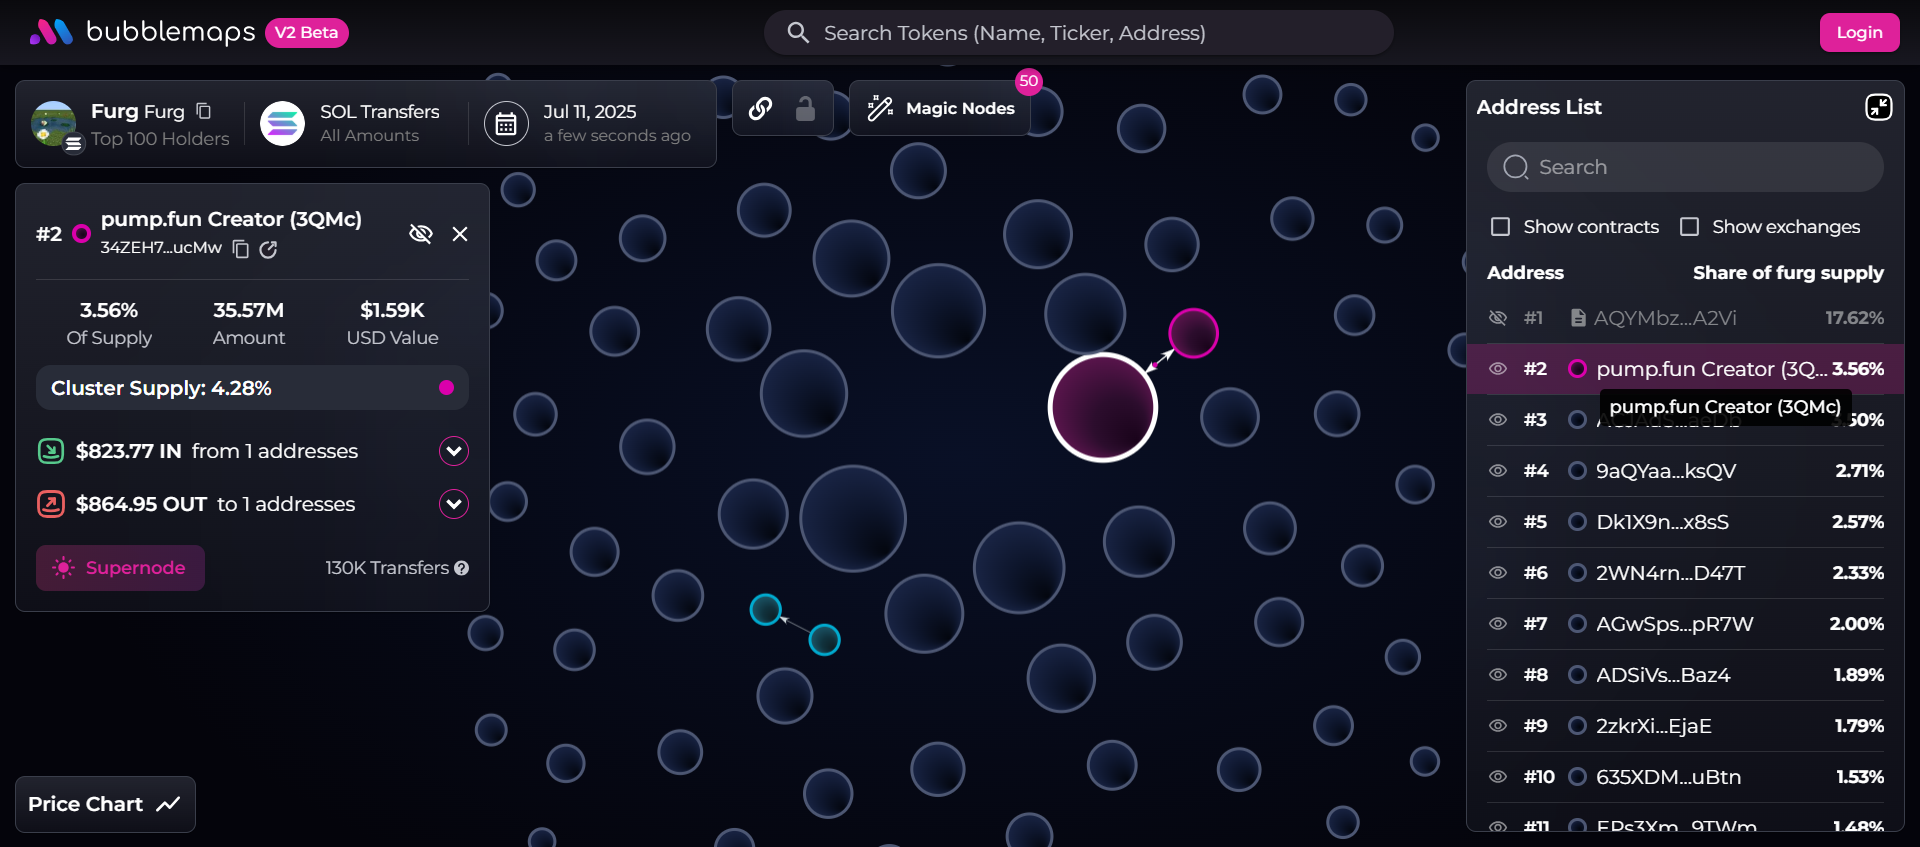 bubblemaps V2 Beta
Search Tokens (Name, Ticker, Address)
Login
Furg Furg
Top 100 Holders
SOL Transfers
All Amounts
Jul 11, 2025
a few seconds ago
Magic Nodes
50
#2 pump.fun Creator (3QMc)
34ZEH7...ucMw
3.56% 35.57M $1.59K
Of Supply Amount USD Value
Cluster Supply: 4.28%
$823.77 IN from 1 addresses
$864.95 OUT to 1 addresses
Supernode 130K Transfers
Price Chart
Address List
Search
Show contracts Show exchanges
Address Share of furg supply
#1 AQYMbz...A2Vi 17.62%
#2 pump.fun Creator (3Q... 3.56%
pump.fun Creator (3QMc)
#3
#4 9aQYaa...ksQV 2.71%
#5 Dk1X9n...x8sS 2.57%
#6 2WN4rn...D47T 2.33%
#7 AGwSps...pR7W 2.00%
#8 ADSiVs...Baz4 1.89%
#9 2zkrXi...EjaE 1.79%
#10 635XDM...uBtn 1.53%
#11 EPs3Xm...9TWm 1.48%